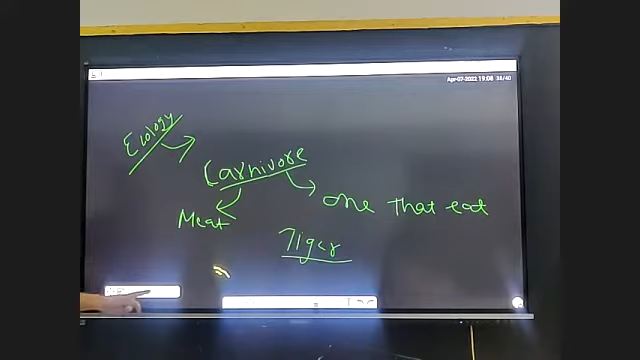 Apr-07-2022 19:08 38/40
Ecology
Carnivore
Meat
one that eat
Tiger